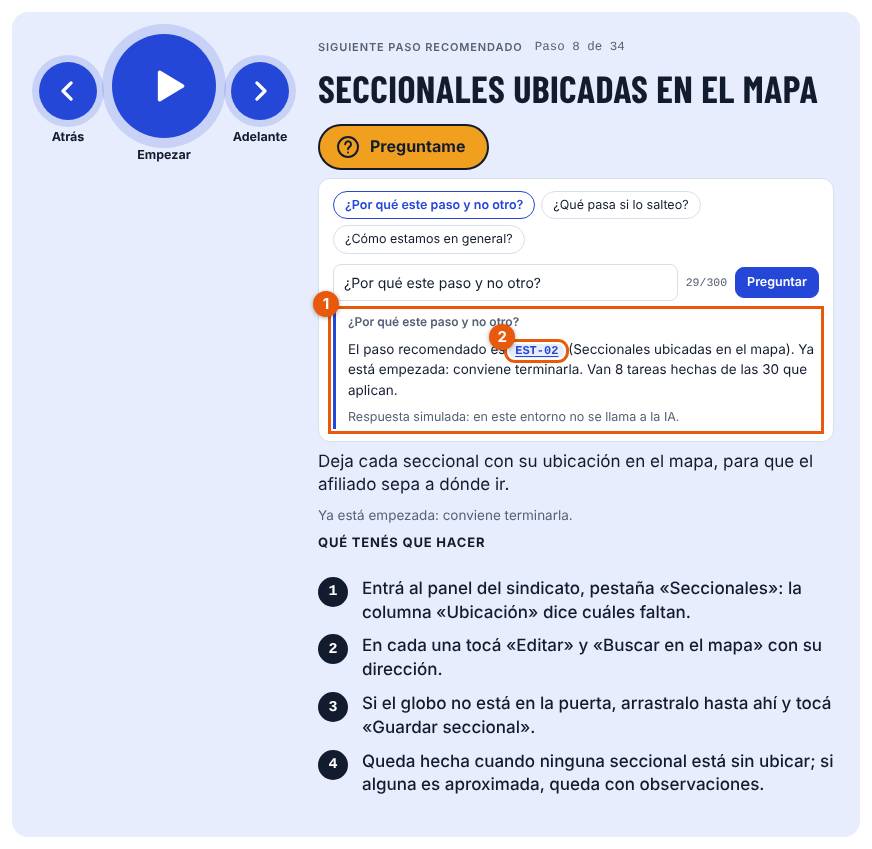 SIGUIENTE PASO RECOMENDADO Paso 8 de 34
SECCIONALES UBICADAS EN EL MAPA
Atrás
Empezar
Adelante
Preguntame
¿Por qué este paso y no otro?
¿Qué pasa si lo salteo?
¿Cómo estamos en general?
¿Por qué este paso y no otro?
29/300
Preguntar
1
¿Por qué este paso y no otro?
2
El paso recomendado es EST-02 (Seccionales ubicadas en el mapa). Ya
está empezada: conviene terminarla. Van 8 tareas hechas de las 30 que
aplican.
Respuesta simulada: en este entorno no se llama a la IA.
Deja cada seccional con su ubicación en el mapa, para que el
afiliado sepa a dónde ir.
Ya está empezada: conviene terminarla.
QUÉ TENÉS QUE HACER
1 Entrá al panel del sindicato, pestaña «Seccionales»: la
columna «Ubicación» dice cuáles faltan.
2 En cada una tocá «Editar» y «Buscar en el mapa» con su
dirección.
3 Si el globo no está en la puerta, arrastralo hasta ahí y tocá
«Guardar seccional».
4 Queda hecha cuando ninguna seccional está sin ubicar; si
alguna es aproximada, queda con observaciones.